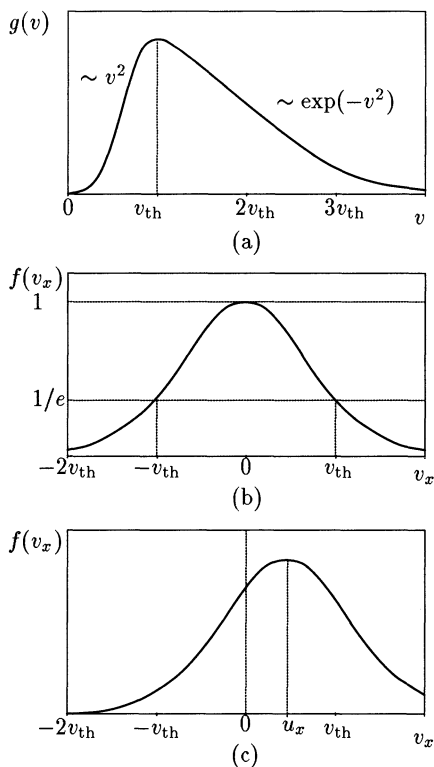 g(v)
∼ v²
∼ exp(−v²)
0 v_th 2v_th 3v_th v
(a)
f(v_x)
1
1/e
−2v_th −v_th 0 v_th v_x
(b)
f(v_x)
−2v_th −v_th 0 u_x v_th v_x
(c)